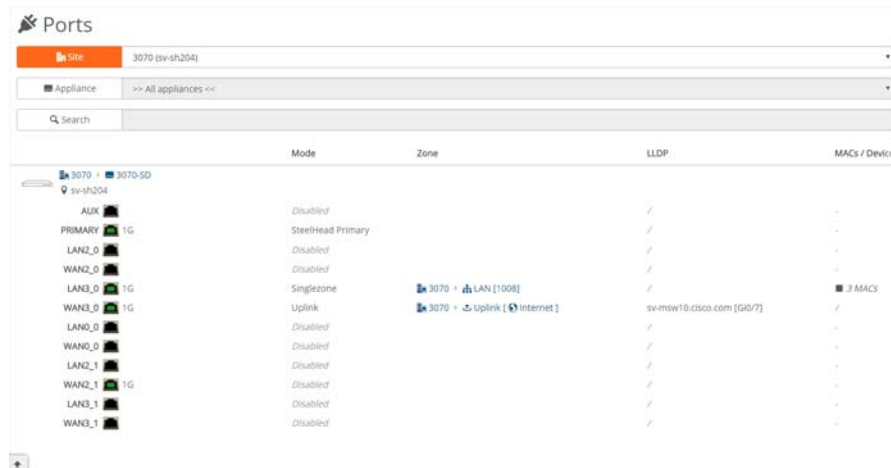 Ports
Site 3070 (sv-sh204)
Appliance >> All appliances <<
Search
Mode Zone LLDP MACs / Device
3070 3070-SD
sv-sh204
AUX Disabled / -
PRIMARY 1G SteelHead Primary / -
LAN2_0 Disabled / -
WAN2_0 Disabled / -
LAN3_0 1G Singlezone 3070 LAN [1008] / 3 MACs
WAN3_0 1G Uplink 3070 Uplink [ Internet ] sv-msw10.cisco.com [Gi0/7] /
LAN0_0 Disabled / -
WAN0_0 Disabled / -
LAN2_1 Disabled / -
WAN2_1 1G Disabled / -
LAN3_1 Disabled / -
WAN3_1 Disabled / -